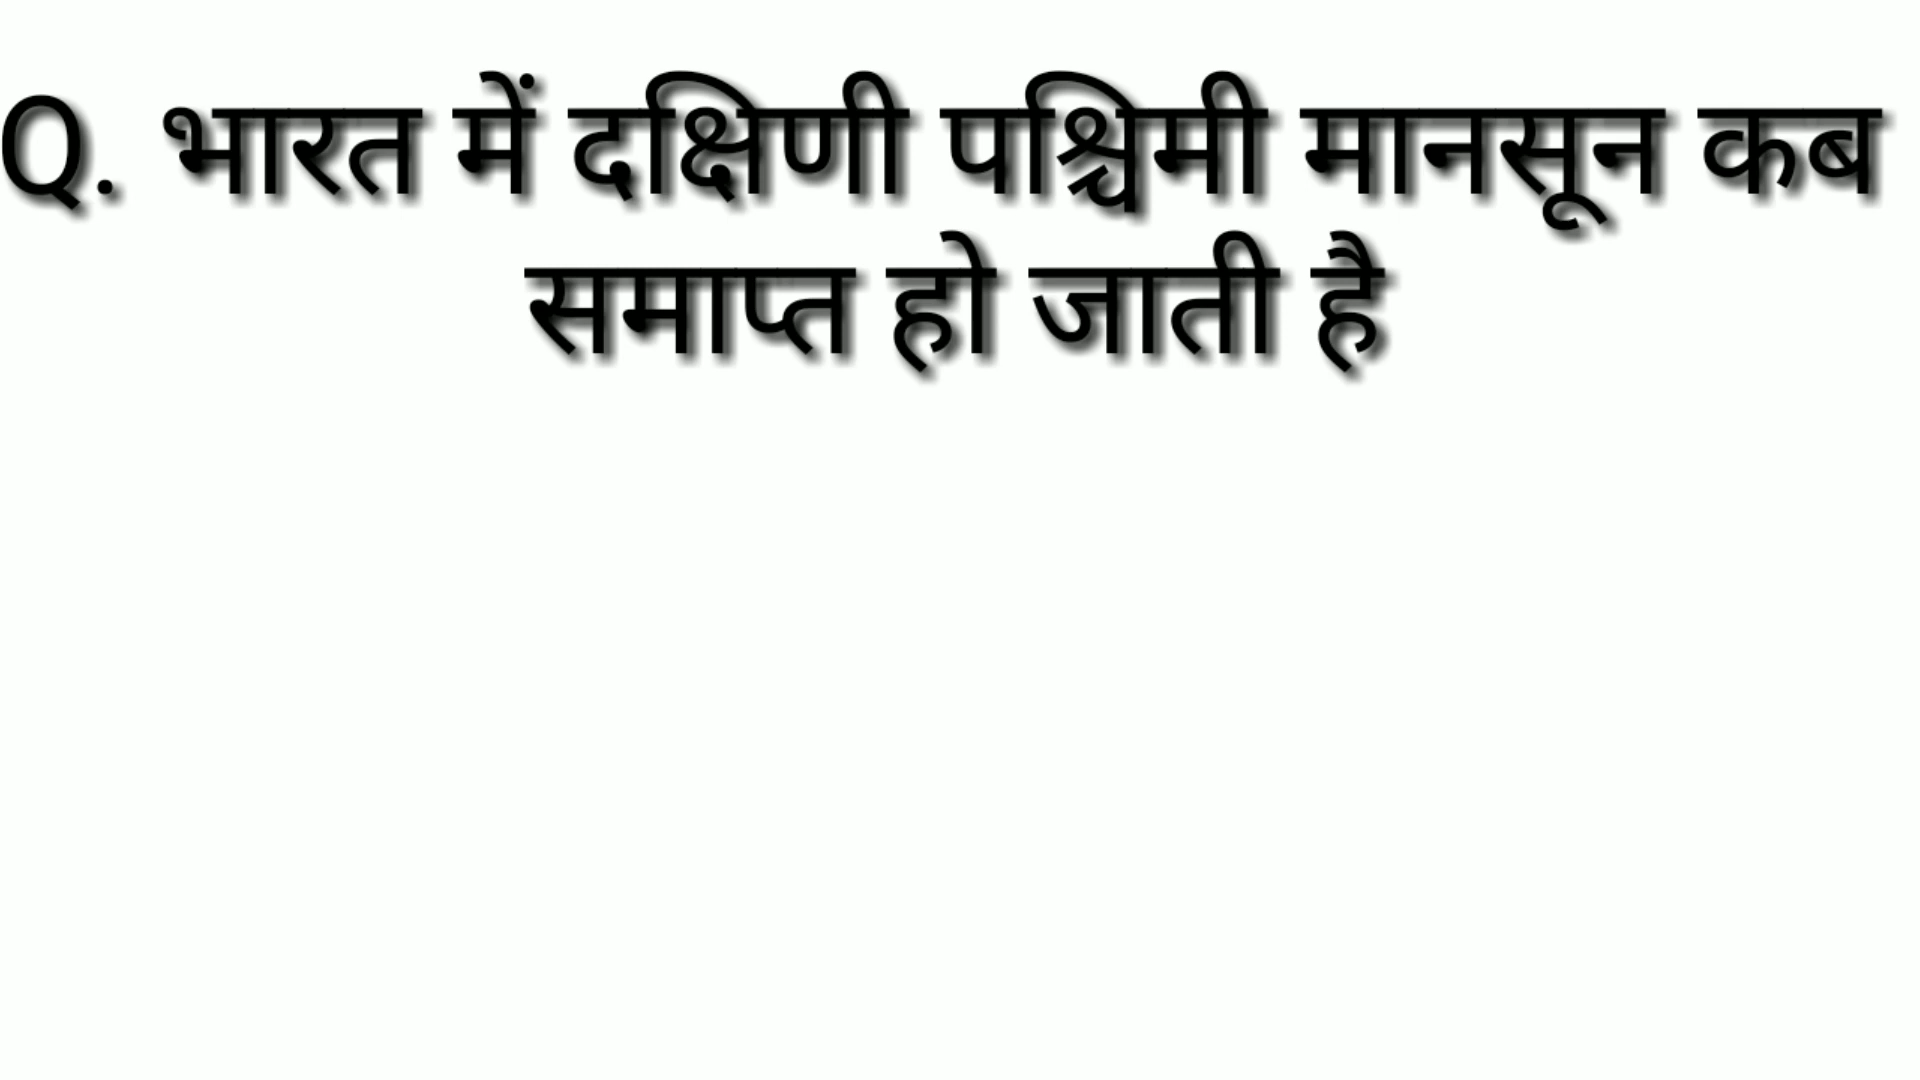 Q. भारत में दक्षिणी पश्चिमी मानसून कब
समाप्त हो जाती है